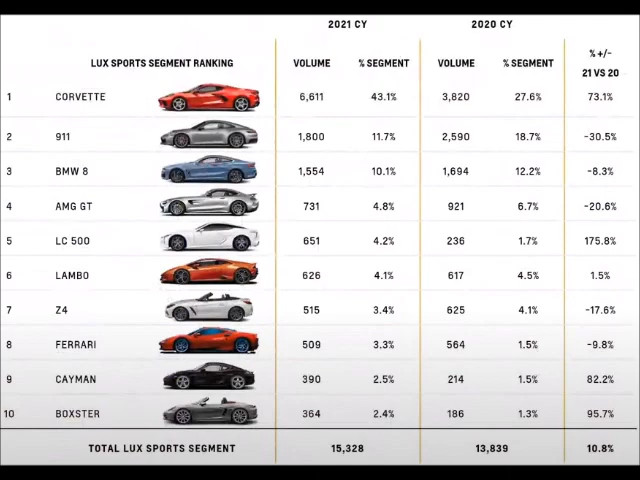 2021 CY 2020 CY
LUX SPORTS SEGMENT RANKING VOLUME % SEGMENT VOLUME % SEGMENT % +/- 21 VS 20
1 CORVETTE 6,611 43.1% 3,820 27.6% 73.1%
2 911 1,800 11.7% 2,590 18.7% -30.5%
3 BMW 8 1,554 10.1% 1,694 12.2% -8.3%
4 AMG GT 731 4.8% 921 6.7% -20.6%
5 LC 500 651 4.2% 236 1.7% 175.8%
6 LAMBO 626 4.1% 617 4.5% 1.5%
7 Z4 515 3.4% 625 4.1% -17.6%
8 FERRARI 509 3.3% 564 1.5% -9.8%
9 CAYMAN 390 2.5% 214 1.5% 82.2%
10 BOXSTER 364 2.4% 186 1.3% 95.7%
TOTAL LUX SPORTS SEGMENT 15,328 13,839 10.8%